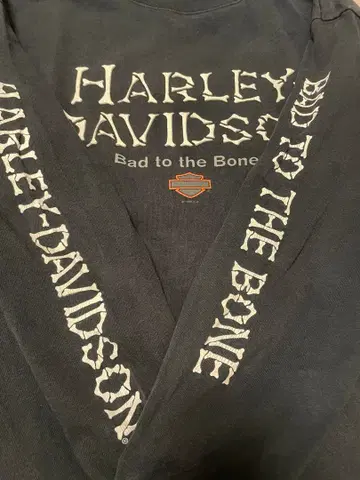 HARLEY
DAVIDSO
Bad to the Bone
HARLEY-DAVIDSON
®
BAD TO THE BONE